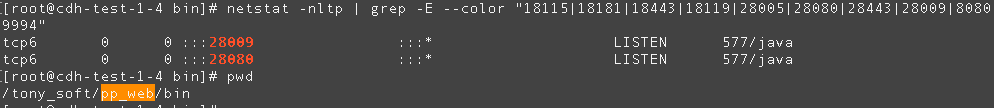 [root@cdh-test-1-4 bin]# netstat -nltp | grep -E --color "18115|18181|18443|18119|28005|28080|28443|28009|8080
9994"
tcp6 0 0 :::28009 :::* LISTEN 577/java
tcp6 0 0 :::28080 :::* LISTEN 577/java
[root@cdh-test-1-4 bin]# pwd
/tony_soft/pp_web/bin